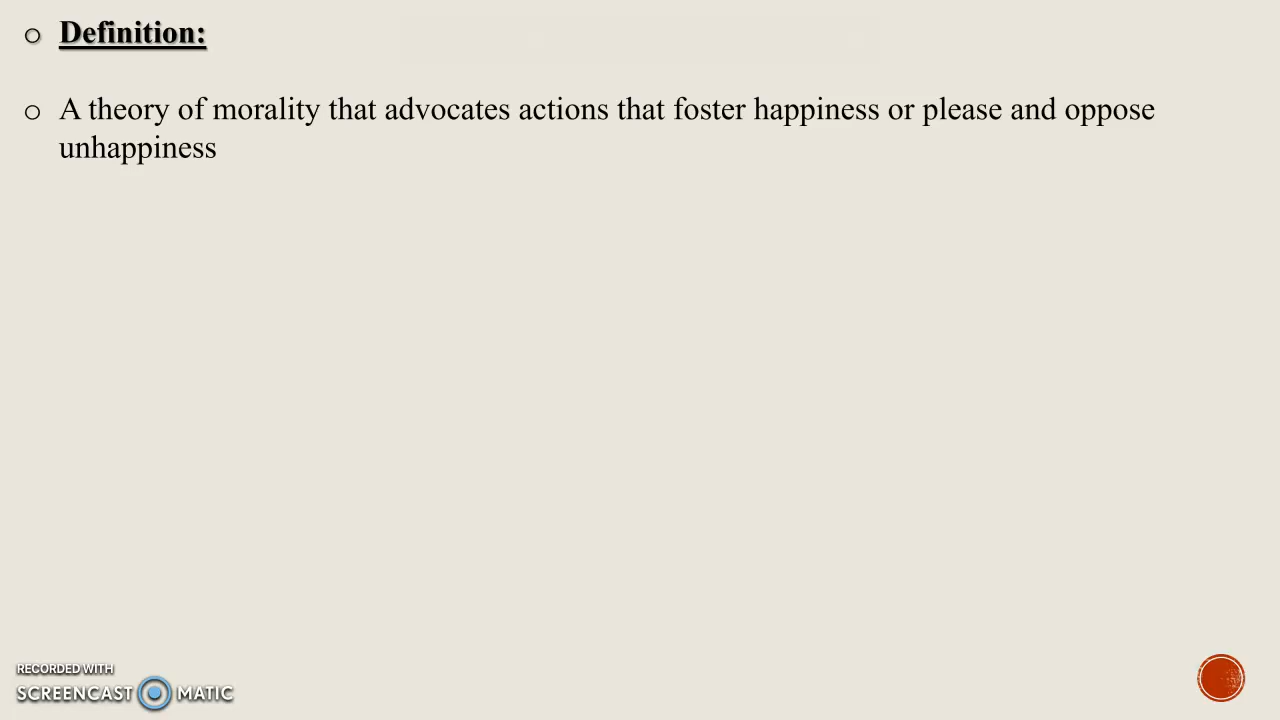 Definition:
A theory of morality that advocates actions that foster happiness or please and oppose
unhappiness
RECORDED WITH
SCREENCAST MATIC